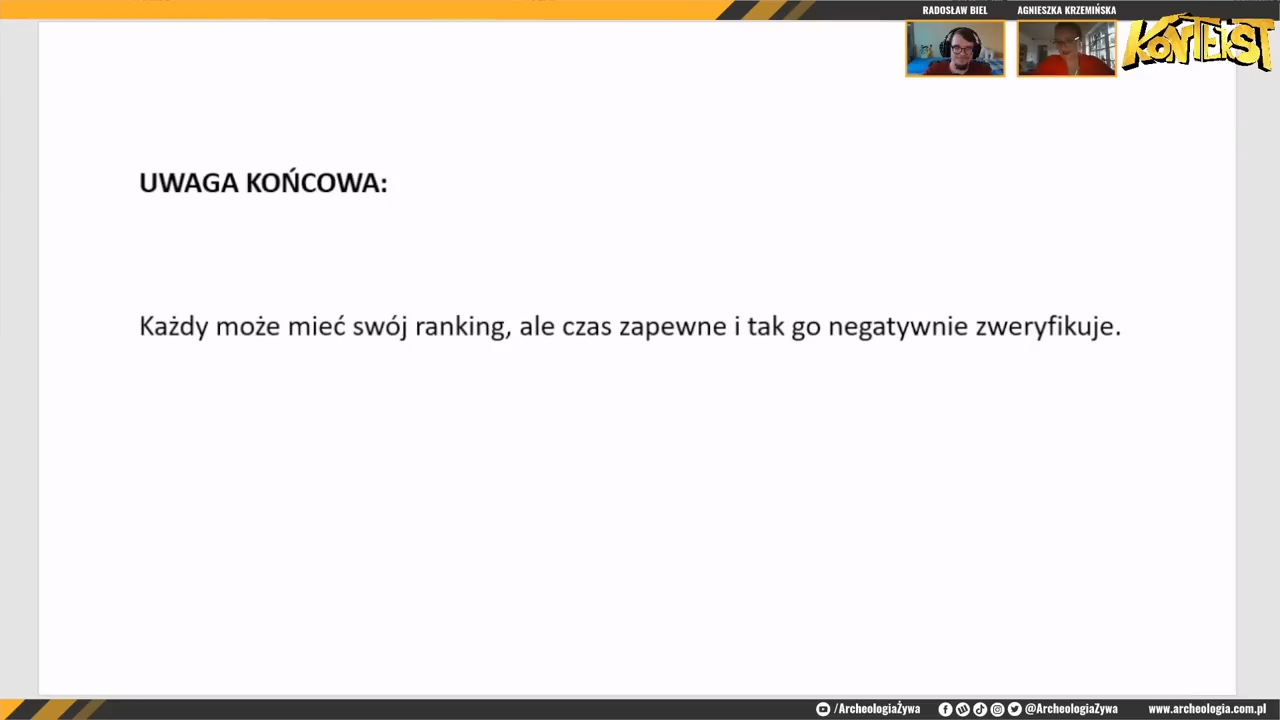 RADOSŁAW BIEL
AGNIESZKA KRZEMIŃSKA
KONTEKST
UWAGA KOŃCOWA:
Każdy może mieć swój ranking, ale czas zapewne i tak go negatywnie zweryfikuje.
/ArcheologiaŻywa
@ArcheologiaŻywa
www.archeologia.com.pl